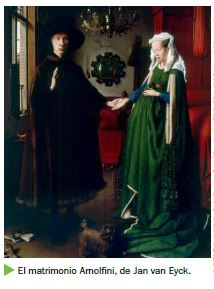 El matrimonio Arnolfini, de Jan van Eyck.